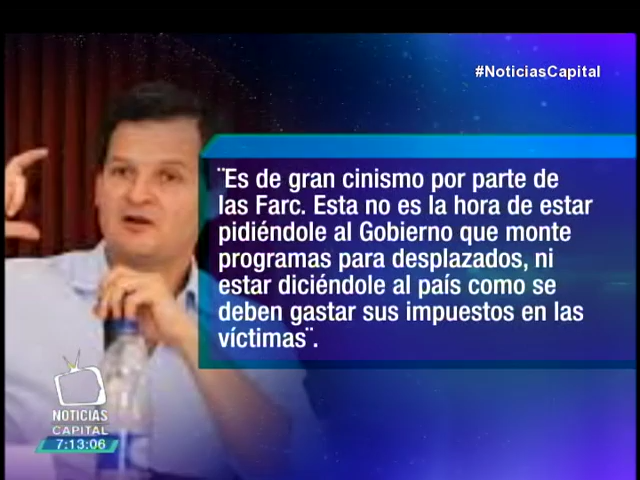 #NoticiasCapital
¨Es de gran cinismo por parte de
las Farc. Esta no es la hora de estar
pidiéndole al Gobierno que monte
programas para desplazados, ni
estar diciéndole al país como se
deben gastar sus impuestos en las
víctimas¨.
NOTICIAS
CAPITAL
7:13:06